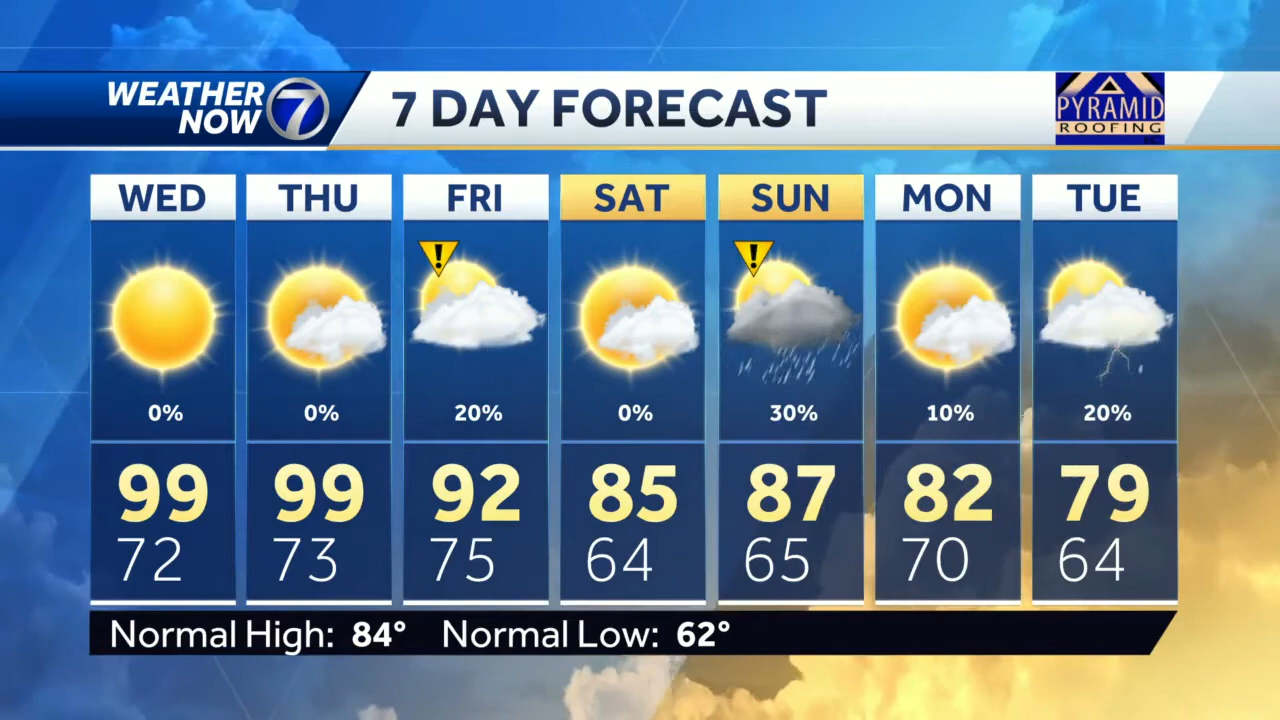 WEATHER
NOW 7
7 DAY FORECAST
PYRAMID
ROOFING
WED THU FRI SAT SUN MON TUE
! !
0% 0% 20% 0% 30% 10% 20%
99 99 92 85 87 82 79
72 73 75 64 65 70 64
Normal High: 84° Normal Low: 62°